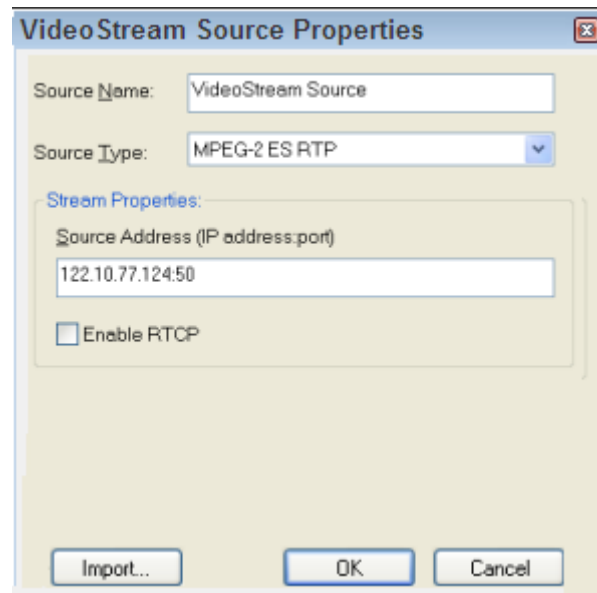 VideoStream Source Properties
Source Name: VideoStream Source
Source Type: MPEG-2 ES RTP
Stream Properties:
Source Address (IP address:port)
122.10.77.124:50
Enable RTCP
Import... OK Cancel